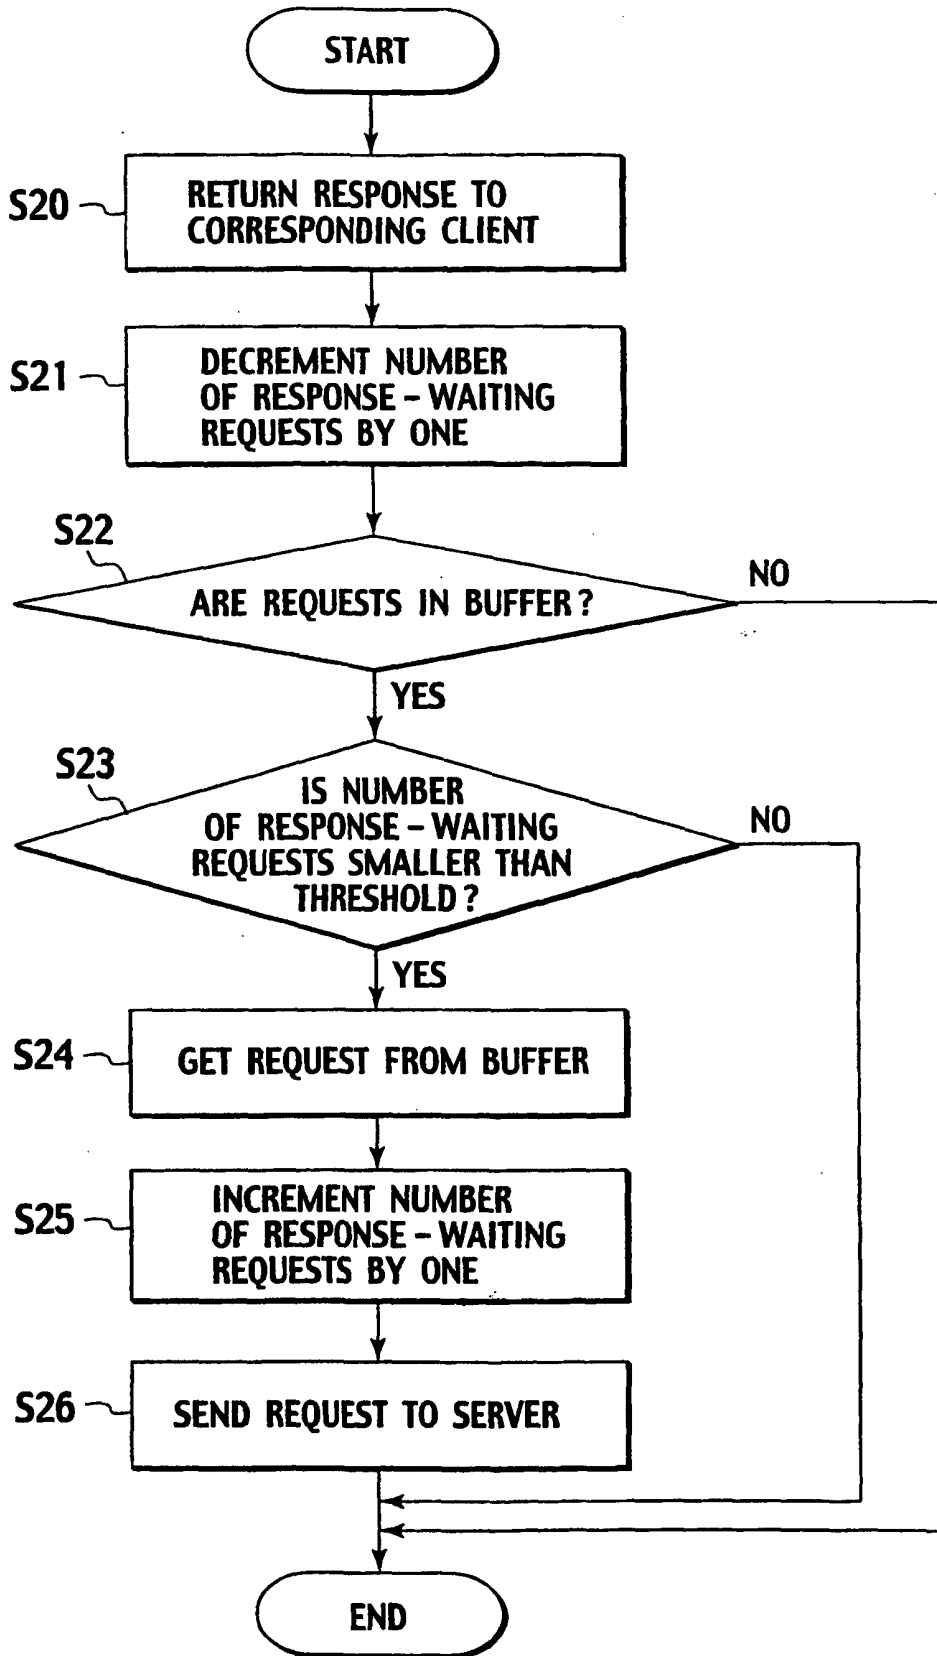 START
S20
RETURN RESPONSE TO
CORRESPONDING CLIENT
S21
DECREMENT NUMBER
OF RESPONSE - WAITING
REQUESTS BY ONE
S22
ARE REQUESTS IN BUFFER ?
NO
YES
S23
IS NUMBER
OF RESPONSE - WAITING
REQUESTS SMALLER THAN
THRESHOLD ?
NO
YES
S24
GET REQUEST FROM BUFFER
S25
INCREMENT NUMBER
OF RESPONSE - WAITING
REQUESTS BY ONE
S26
SEND REQUEST TO SERVER
END